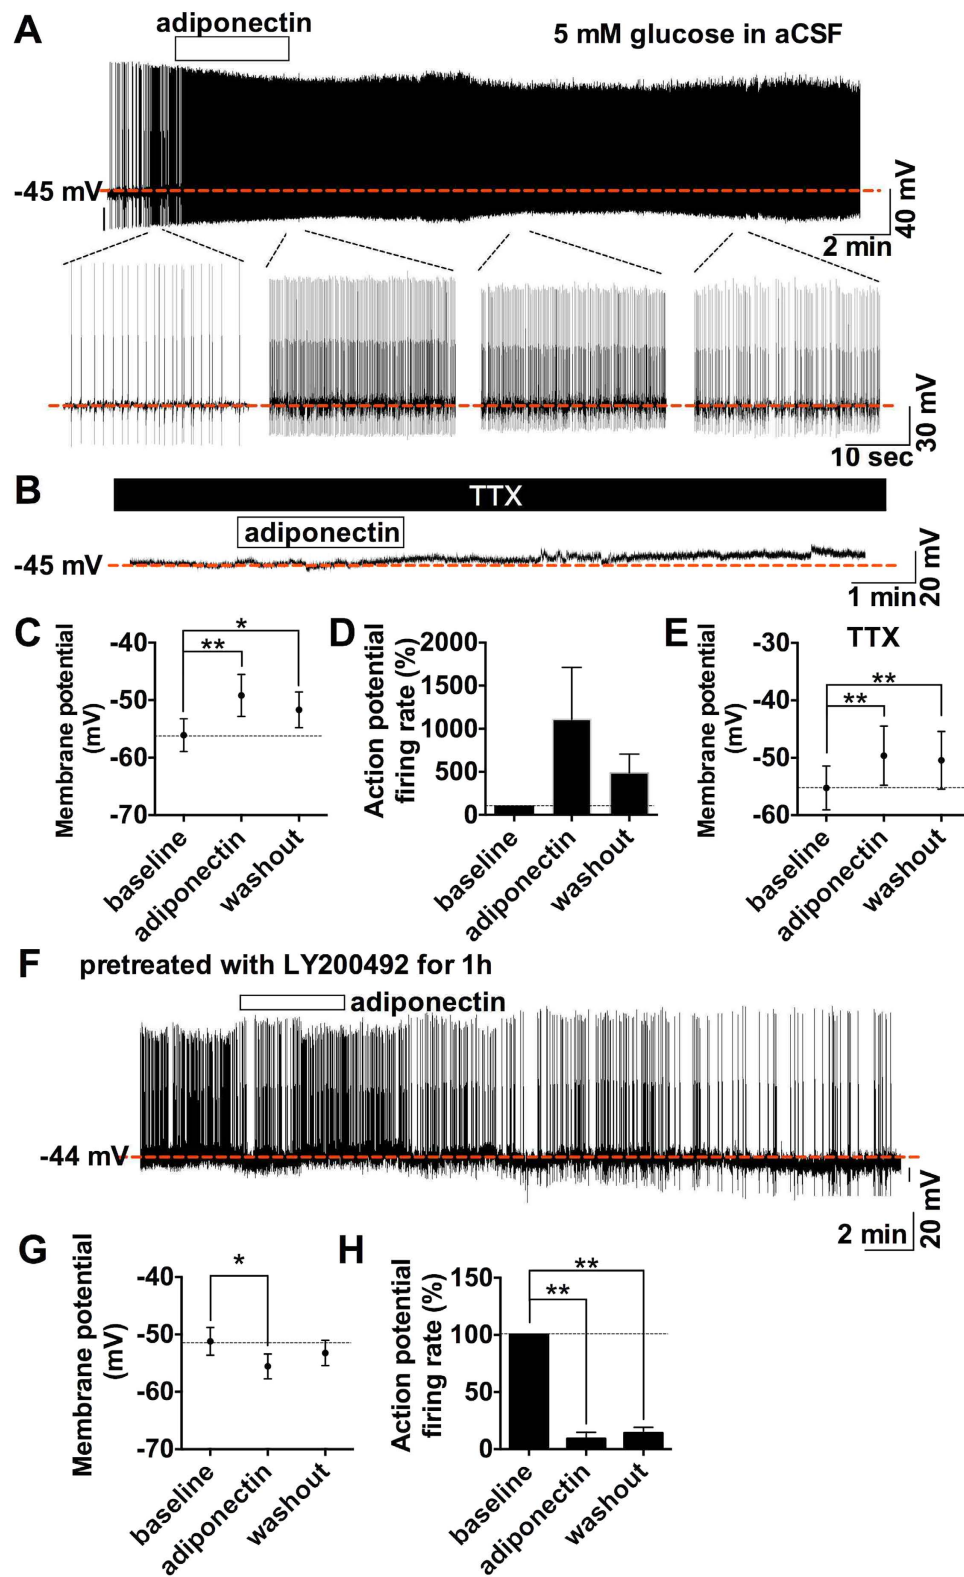 A
adiponectin
5 mM glucose in aCSF
-45 mV
40 mV
2 min
30 mV
10 sec
B
TTX
adiponectin
-45 mV
20 mV
1 min
C
Membrane potential
(mV)
-40
-50
-60
-70
*
**
baseline
adiponectin
washout
D
Action potential
firing rate (%)
2000
1500
1000
500
0
baseline
adiponectin
washout
E
TTX
Membrane potential
(mV)
-30
-40
-50
-60
**
**
baseline
adiponectin
washout
F
pretreated with LY200492 for 1h
adiponectin
-44 mV
20 mV
2 min
G
Membrane potential
(mV)
-40
-50
-60
-70
*
baseline
adiponectin
washout
H
Action potential
firing rate (%)
150
100
50
0
**
**
baseline
adiponectin
washout